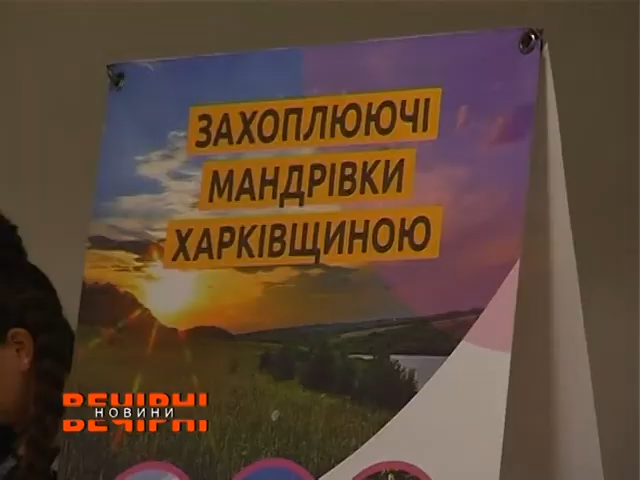 ЗАХОПЛЮЮЧІ
МАНДРІВКИ
ХАРКІВЩИНОЮ
ВЕЧІРНІ
НОВИНИ